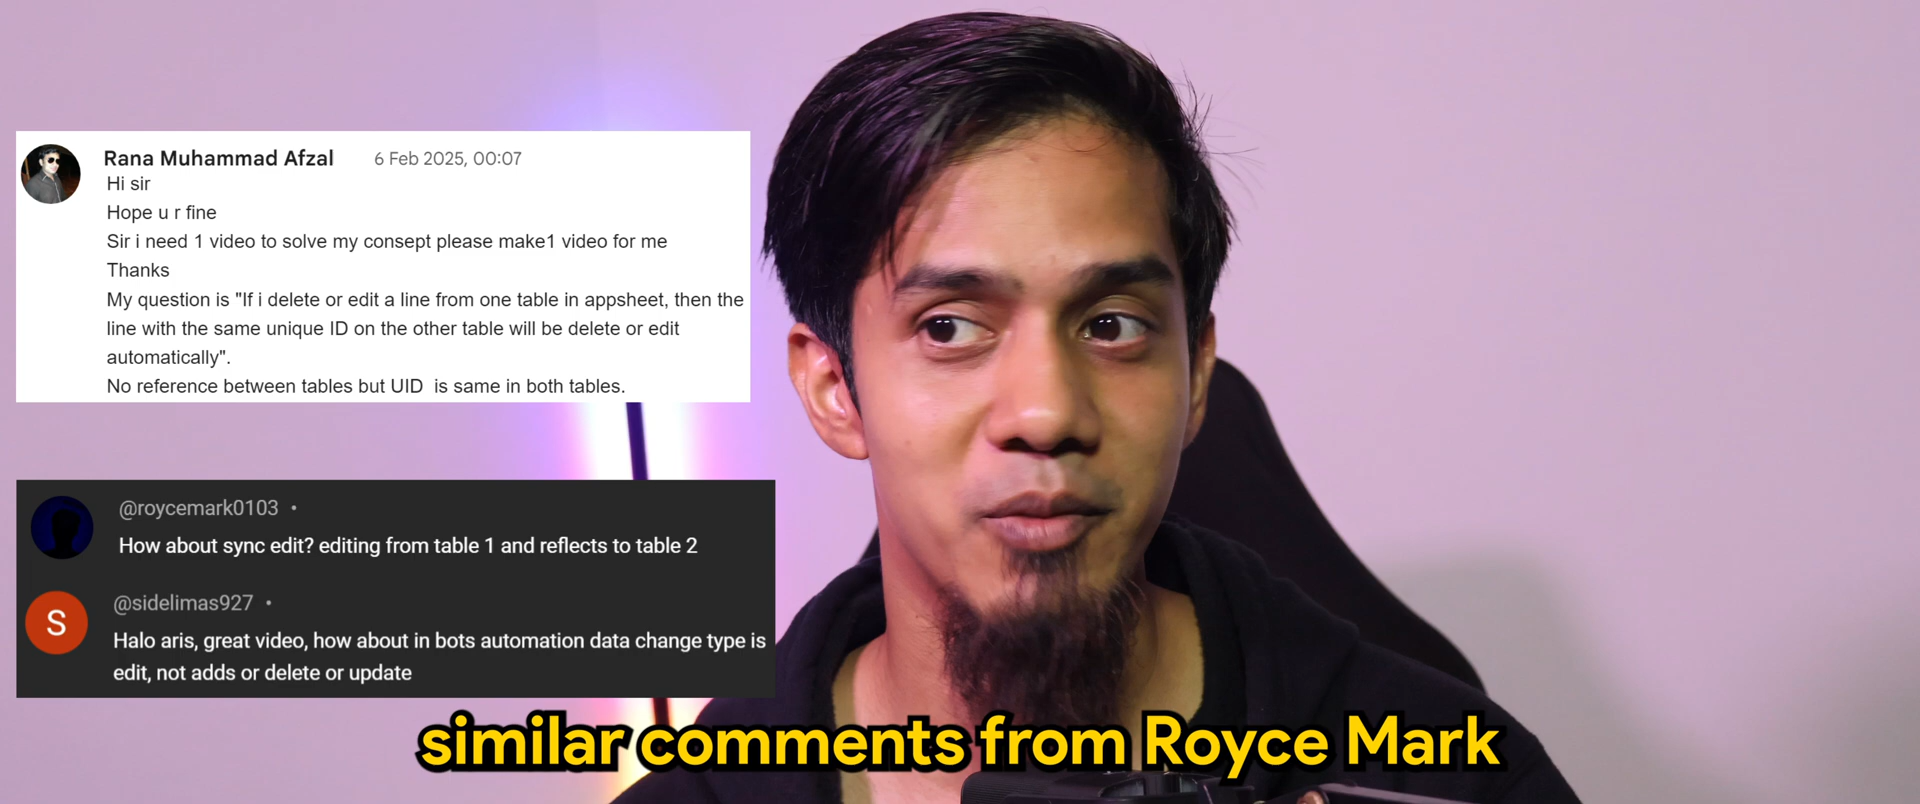 Rana Muhammad Afzal 6 Feb 2025, 00:07
Hi sir
Hope u r fine
Sir i need 1 video to solve my consept please make1 video for me
Thanks
My question is "If i delete or edit a line from one table in appsheet, then the
line with the same unique ID on the other table will be delete or edit
automatically".
No reference between tables but UID is same in both tables.
@roycemark0103 •
How about sync edit? editing from table 1 and reflects to table 2
S
@sidelimas927 •
Halo aris, great video, how about in bots automation data change type is
edit, not adds or delete or update
similar comments from Royce Mark